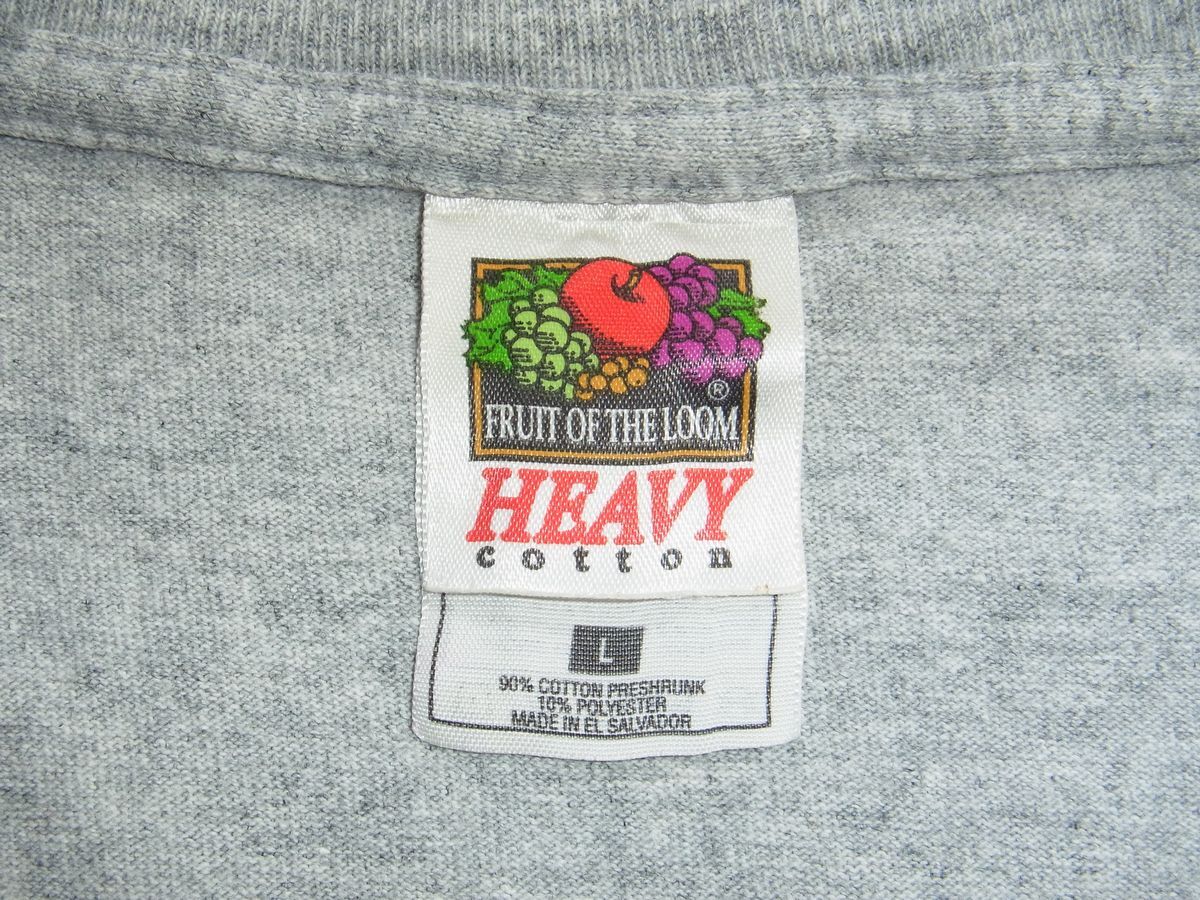 ®
FRUIT OF THE LOOM
HEAVY
cotton
L
90% COTTON PRESHRUNK
10% POLYESTER
MADE IN EL SALVADOR